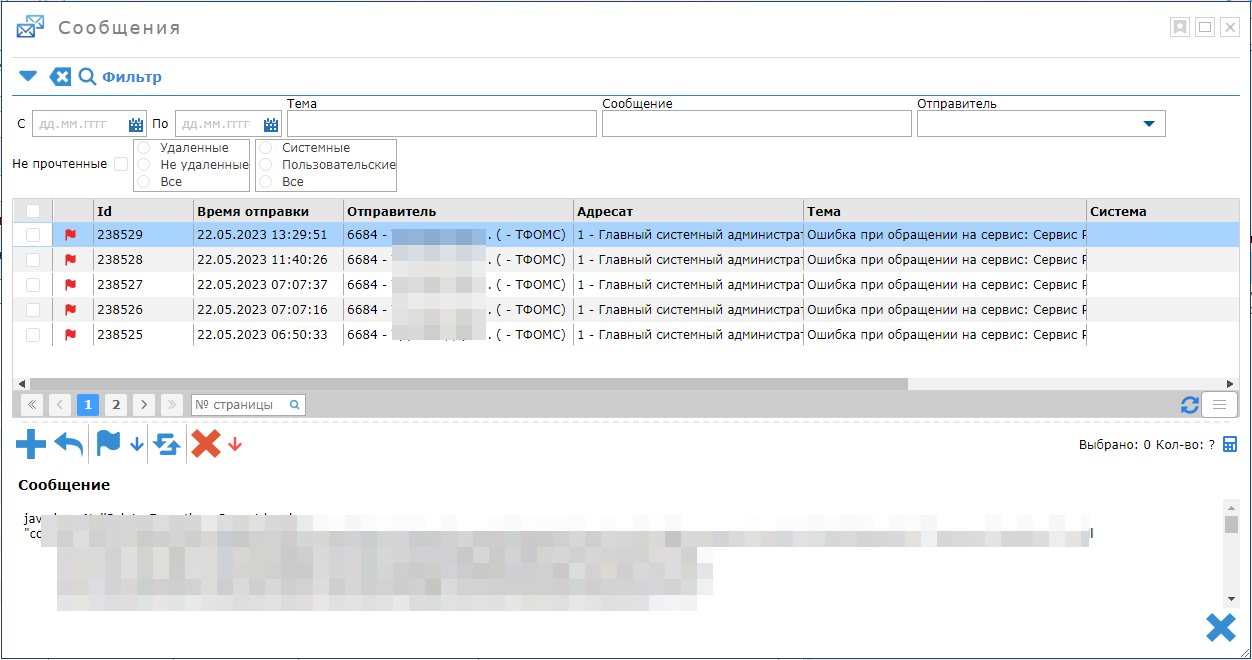 Сообщения
Фильтр
Тема Сообщение Отправитель
С дд.мм.гггг По дд.мм.гггг
Не прочтенные
Удаленные
Не удаленные
Все
Системные
Пользовательские
Все
Id Время отправки Отправитель Адресат Тема Система
238529 22.05.2023 13:29:51 6684 - . ( - ТФОМС) 1 - Главный системный администрат Ошибка при обращении на сервис: Сервис Р
238528 22.05.2023 11:40:26 6684 - . ( - ТФОМС) 1 - Главный системный администрат Ошибка при обращении на сервис: Сервис Р
238527 22.05.2023 07:07:37 6684 - . ( - ТФОМС) 1 - Главный системный администрат Ошибка при обращении на сервис: Сервис Р
238526 22.05.2023 07:07:16 6684 - . ( - ТФОМС) 1 - Главный системный администрат Ошибка при обращении на сервис: Сервис Р
238525 22.05.2023 06:50:33 6684 - . ( - ТФОМС) 1 - Главный системный администрат Ошибка при обращении на сервис: Сервис Р
« < 1 2 > » № страницы
Выбрано: 0 Кол-во: ?
Сообщение
jav
"co